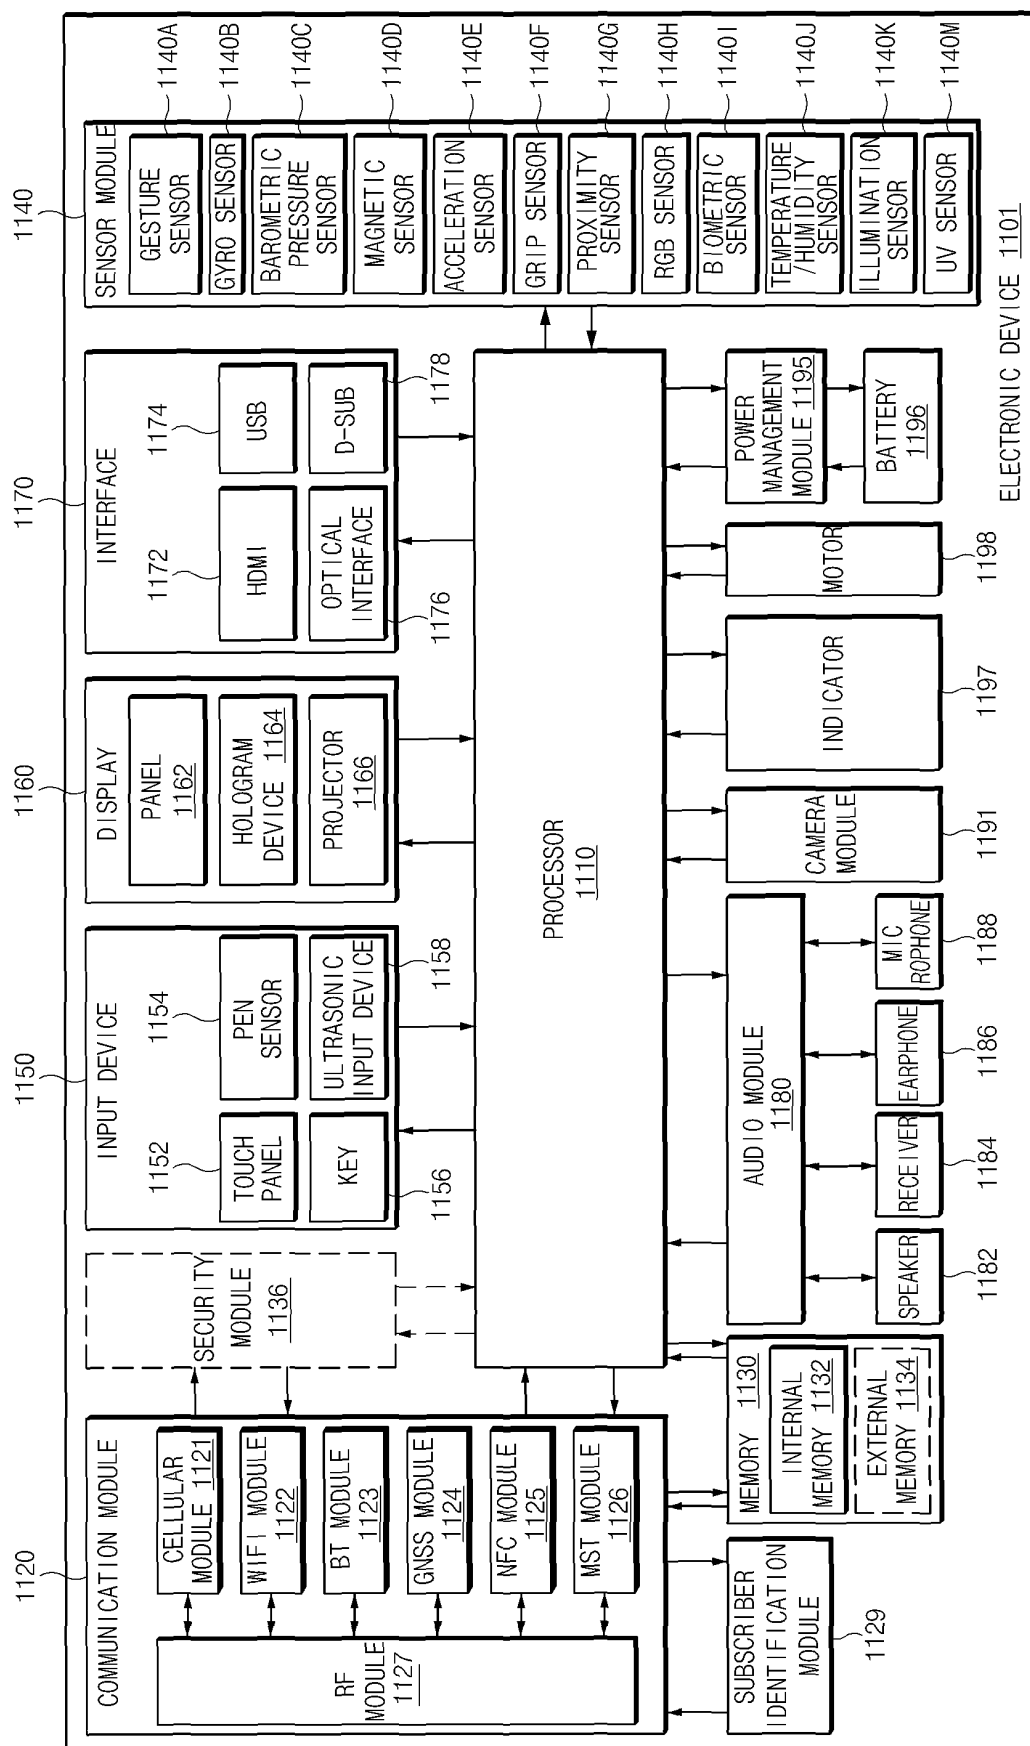 1120
COMMUNICATION MODULE
CELLULAR
MODULE 1121
WIFI MODULE
1122
BT MODULE
1123
GNSS MODULE
1124
NFC MODULE
1125
MST MODULE
1126
RF
MODULE
1127
SECURITY
MODULE
1136
1150
INPUT DEVICE
1152
TOUCH
PANEL
1154
PEN
SENSOR
KEY
1156
ULTRASONIC
INPUT DEVICE
1158
1160
DISPLAY
PANEL
1162
HOLOGRAM
DEVICE 1164
PROJECTOR
1166
1170
INTERFACE
1172
HDMI
1174
USB
OPTICAL
INTERFACE
1176
D-SUB
1178
1140
SENSOR MODULE
GESTURE
SENSOR
1140A
GYRO SENSOR
1140B
BAROMETRIC
PRESSURE
SENSOR
1140C
MAGNETIC
SENSOR
1140D
ACCELERATION
SENSOR
1140E
GRIP SENSOR
1140F
PROXIMITY
SENSOR
1140G
RGB SENSOR
1140H
BIOMETRIC
SENSOR
1140I
TEMPERATURE
/HUMIDITY
SENSOR
1140J
ILLUMINATION
SENSOR
1140K
UV SENSOR
1140M
PROCESSOR
1110
SUBSCRIBER
IDENTIFICATION
MODULE
1129
MEMORY 1130
INTERNAL
MEMORY 1132
EXTERNAL
MEMORY 1134
AUDIO MODULE
1180
SPEAKER
1182
RECEIVER
1184
EARPHONE
1186
MIC
ROPHONE
1188
CAMERA
MODULE
1191
INDICATOR
1197
MOTOR
1198
POWER
MANAGEMENT
MODULE 1195
BATTERY
1196
ELECTRONIC DEVICE 1101